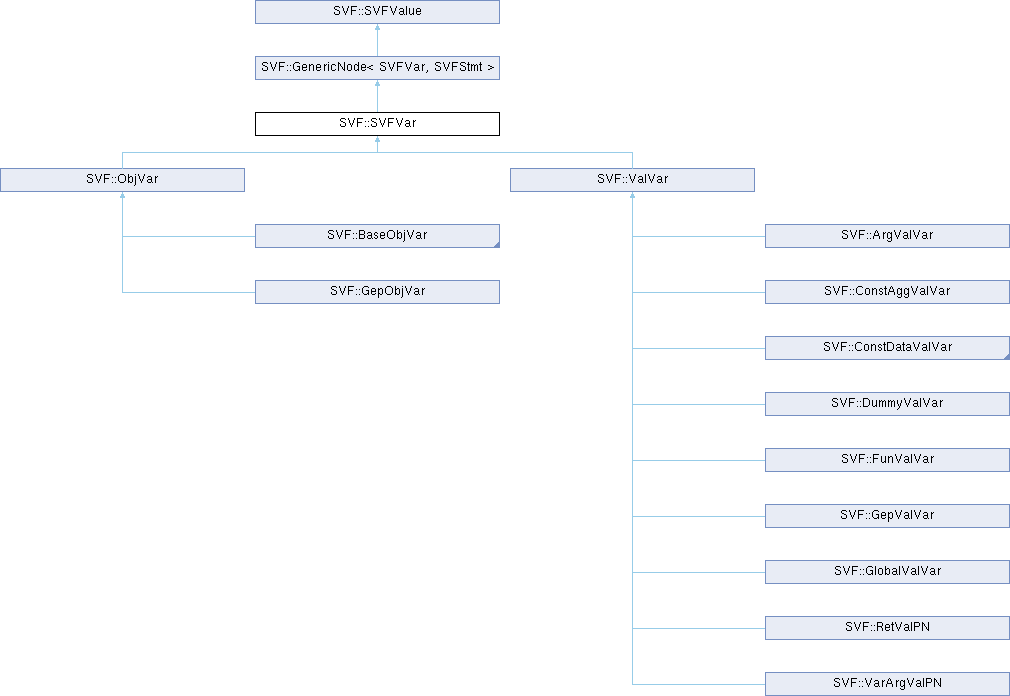 SVF::SVFValue
SVF::GenericNode< SVFVar, SVFStmt >
SVF::SVFVar
SVF::ObjVar
SVF::ValVar
SVF::BaseObjVar
SVF::ArgValVar
SVF::GepObjVar
SVF::ConstAggValVar
SVF::ConstDataValVar
SVF::DummyValVar
SVF::FunValVar
SVF::GepValVar
SVF::GlobalValVar
SVF::RetValPN
SVF::VarArgValPN